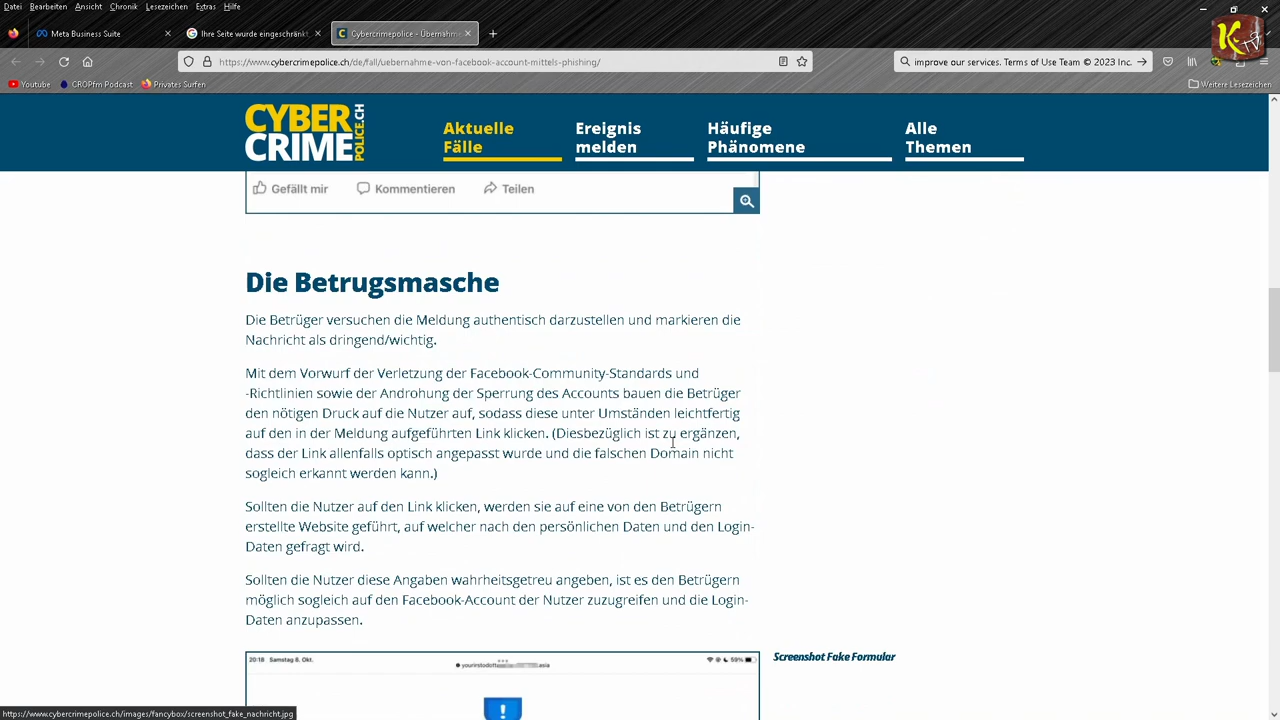 Datei Bearbeiten Ansicht Chronik Lesezeichen Extras Hilfe
Meta Business Suite
Ihre Seite wurde eingeschränkt
Cybercrimepolice - Übernahme
https://www.cybercrimepolice.ch/de/fall/uebernahme-von-facebook-account-mittels-phishing/
improve our services. Terms of Use Team © 2023 Inc.
Youtube CROPfm Podcast Privates Surfen
Weitere Lesezeichen
CYBER
CRIME
POLICE.CH
Aktuelle
Fälle
Ereignis
melden
Häufige
Phänomene
Alle
Themen
Gefällt mir Kommentieren Teilen
Die Betrugsmasche
Die Betrüger versuchen die Meldung authentisch darzustellen und markieren die
Nachricht als dringend/wichtig.
Mit dem Vorwurf der Verletzung der Facebook-Community-Standards und
-Richtlinien sowie der Androhung der Sperrung des Accounts bauen die Betrüger
den nötigen Druck auf die Nutzer auf, sodass diese unter Umständen leichtfertig
auf den in der Meldung aufgeführten Link klicken. (Diesbezüglich ist zu ergänzen,
dass der Link allenfalls optisch angepasst wurde und die falschen Domain nicht
sogleich erkannt werden kann.)
Sollten die Nutzer auf den Link klicken, werden sie auf eine von den Betrügern
erstellte Website geführt, auf welcher nach den persönlichen Daten und den Login-
Daten gefragt wird.
Sollten die Nutzer diese Angaben wahrheitsgetreu angeben, ist es den Betrügern
möglich sogleich auf den Facebook-Account der Nutzer zuzugreifen und die Login-
Daten anzupassen.
20:18 Samstag 8. Okt.
59%
Screenshot Fake Formular
https://www.cybercrimepolice.ch/images/fancybox/screenshot_fake_nachricht.jpg